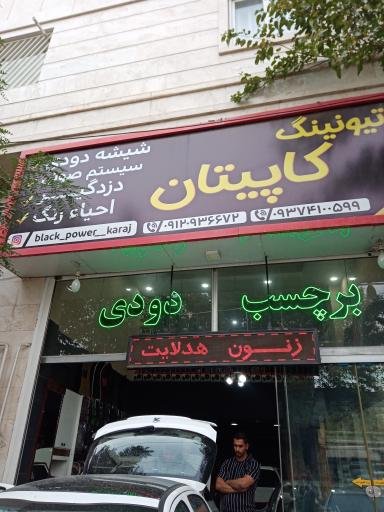 تیونینگ
کاپیتان
شیشه دودی
سیستم صوتی
دزدگیر
احیاء رنگ
black_power_karaj
۰۹۱۲۰۹۳۶۶۷۲
۰۹۳۷۴۱۰۰۵۹۹
برچسب دودی
زنون هدلایت